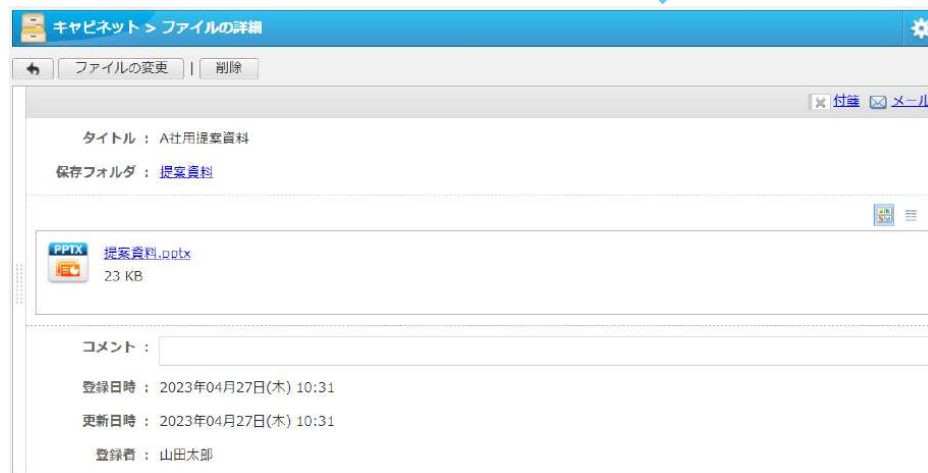 キャビネット > ファイルの詳細
ファイルの変更 | 削除
付箋 メール
タイトル : A社用提案資料
保存フォルダ : 提案資料
PPTX 提案資料.pptx
23 KB
コメント :
登録日時 : 2023年04月27日(木) 10:31
更新日時 : 2023年04月27日(木) 10:31
登録者 : 山田太郎